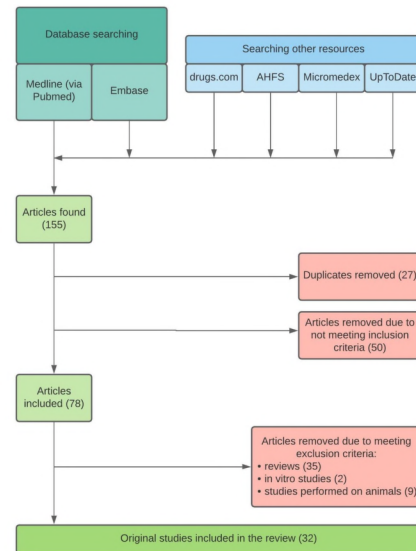 Database searching
Searching other resources
Medline (via
Pubmed)
Embase
drugs.com
AHFS
Micromedex
UpToDate
Articles found
(155)
Duplicates removed (27)
Articles removed due to
not meeting inclusion
criteria (50)
Articles
included (78)
Articles removed due to meeting
exclusion criteria:
• reviews (35)
• in vitro studies (2)
• studies performed on animals (9)
Original studies included in the review (32)